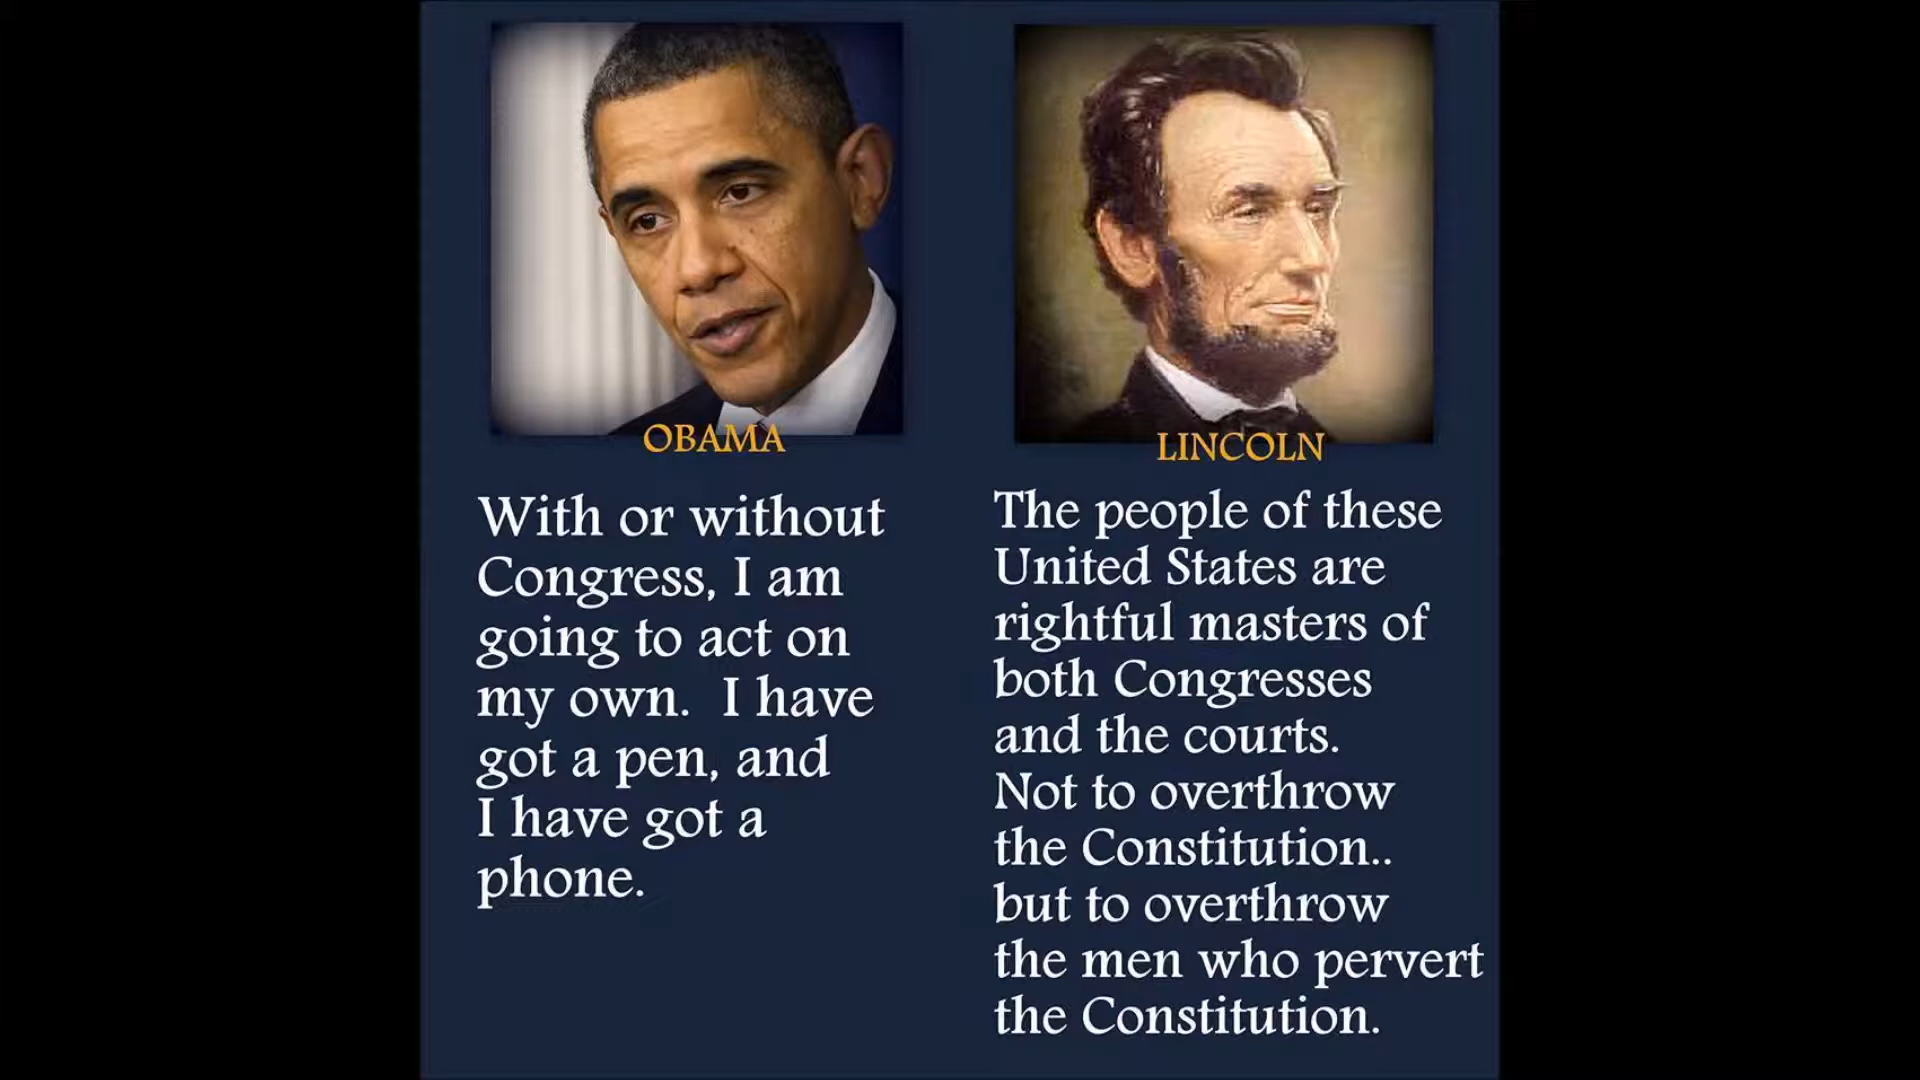 OBAMA
With or without
Congress, I am
going to act on
my own. I have
got a pen, and
I have got a
phone.
LINCOLN
The people of these
United States are
rightful masters of
both Congresses
and the courts.
Not to overthrow
the Constitution..
but to overthrow
the men who pervert
the Constitution.